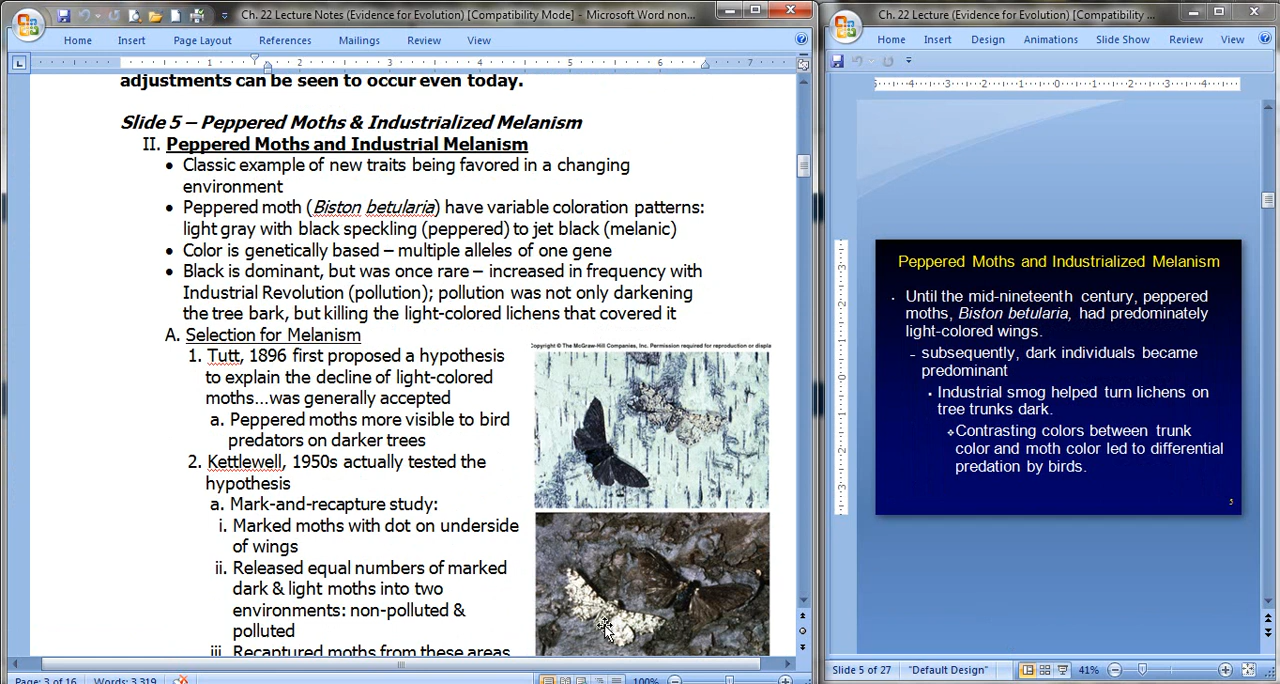 Ch. 22 Lecture Notes (Evidence for Evolution) [Compatibility Mode] - Microsoft Word non...
Home Insert Page Layout References Mailings Review View
adjustments can be seen to occur even today.
Slide 5 – Peppered Moths & Industrialized Melanism
II. Peppered Moths and Industrial Melanism
• Classic example of new traits being favored in a changing
environment
• Peppered moth (Biston betularia) have variable coloration patterns:
light gray with black speckling (peppered) to jet black (melanic)
• Color is genetically based – multiple alleles of one gene
• Black is dominant, but was once rare – increased in frequency with
Industrial Revolution (pollution); pollution was not only darkening
the tree bark, but killing the light-colored lichens that covered it
A. Selection for Melanism
1. Tutt, 1896 first proposed a hypothesis
to explain the decline of light-colored
moths...was generally accepted
a. Peppered moths more visible to bird
predators on darker trees
2. Kettlewell, 1950s actually tested the
hypothesis
a. Mark-and-recapture study:
i. Marked moths with dot on underside
of wings
ii. Released equal numbers of marked
dark & light moths into two
environments: non-polluted &
polluted
iii. Recaptured moths from these areas
Copyright © The McGraw-Hill Companies, Inc. Permission required for reproduction or displa
Page: 3 of 16 Words: 3,319 100%
Ch. 22 Lecture (Evidence for Evolution) [Compatibility ...
Home Insert Design Animations Slide Show Review View
Peppered Moths and Industrialized Melanism
• Until the mid-nineteenth century, peppered
moths, Biston betularia, had predominately
light-colored wings.
– subsequently, dark individuals became
predominant
• Industrial smog helped turn lichens on
tree trunks dark.
❖Contrasting colors between trunk
color and moth color led to differential
predation by birds.
5
Slide 5 of 27 "Default Design" 41%